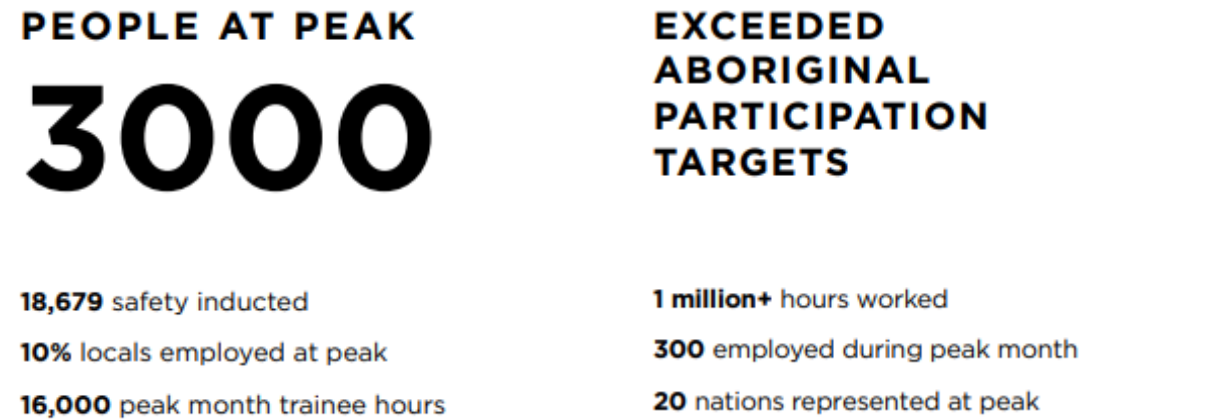 PEOPLE AT PEAK
3000
18,679 safety inducted
10% locals employed at peak
16,000 peak month trainee hours
EXCEEDED
ABORIGINAL
PARTICIPATION
TARGETS
1 million+ hours worked
300 employed during peak month
20 nations represented at peak